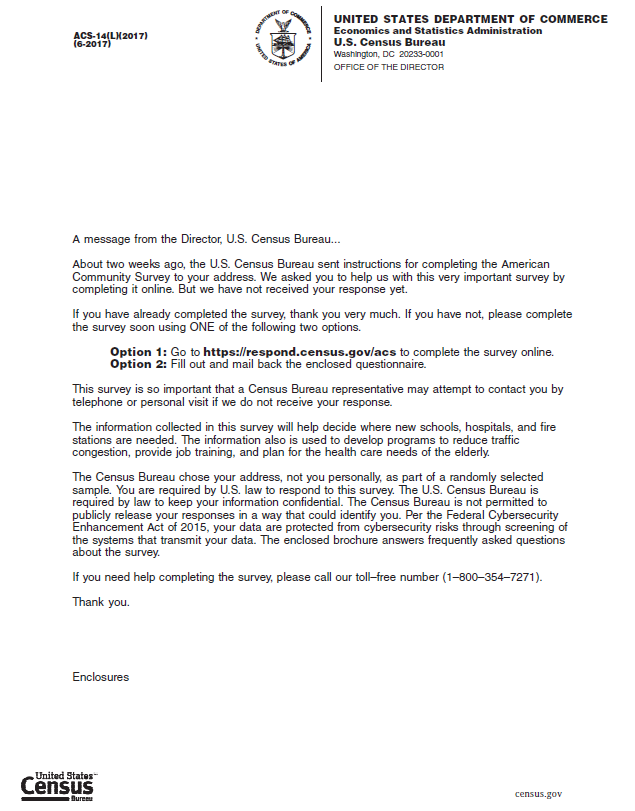 ACS-14(L)(2017)
(6-2017)
DEPARTMENT OF COMMERCE
UNITED STATES OF AMERICA
UNITED STATES DEPARTMENT OF COMMERCE
Economics and Statistics Administration
U.S. Census Bureau
Washington, DC 20233-0001
OFFICE OF THE DIRECTOR
A message from the Director, U.S. Census Bureau...
About two weeks ago, the U.S. Census Bureau sent instructions for completing the American
Community Survey to your address. We asked you to help us with this very important survey by
completing it online. But we have not received your response yet.
If you have already completed the survey, thank you very much. If you have not, please complete
the survey soon using ONE of the following two options.
Option 1: Go to https://respond.census.gov/acs to complete the survey online.
Option 2: Fill out and mail back the enclosed questionnaire.
This survey is so important that a Census Bureau representative may attempt to contact you by
telephone or personal visit if we do not receive your response.
The information collected in this survey will help decide where new schools, hospitals, and fire
stations are needed. The information also is used to develop programs to reduce traffic
congestion, provide job training, and plan for the health care needs of the elderly.
The Census Bureau chose your address, not you personally, as part of a randomly selected
sample. You are required by U.S. law to respond to this survey. The U.S. Census Bureau is
required by law to keep your information confidential. The Census Bureau is not permitted to
publicly release your responses in a way that could identify you. Per the Federal Cybersecurity
Enhancement Act of 2015, your data are protected from cybersecurity risks through screening of
the systems that transmit your data. The enclosed brochure answers frequently asked questions
about the survey.
If you need help completing the survey, please call our toll–free number (1–800–354–7271).
Thank you.
Enclosures
United States™
Census
Bureau
census.gov